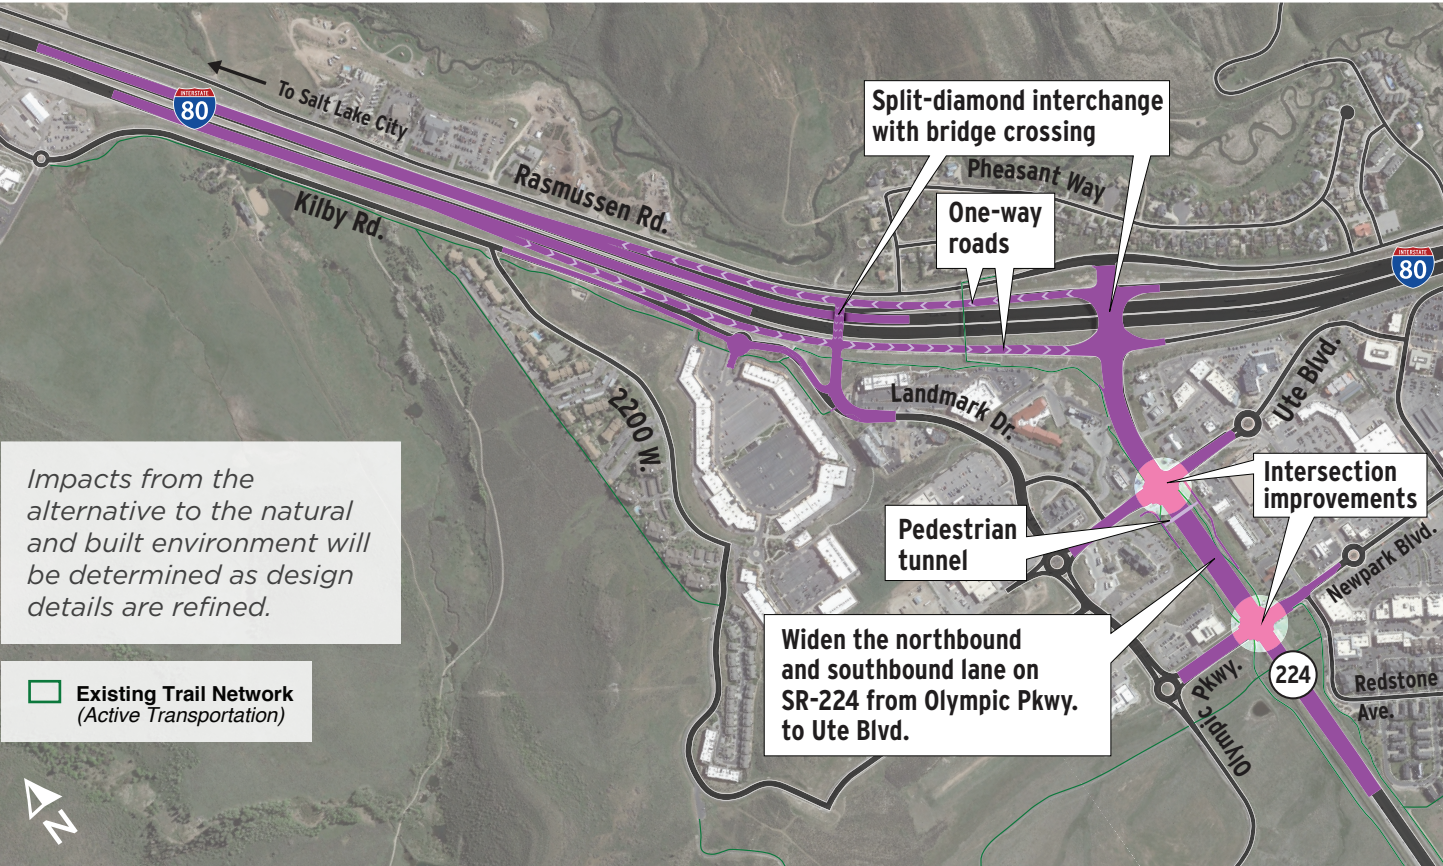 INTERSTATE
80
To Salt Lake City
Rasmussen Rd.
Kilby Rd.
Split-diamond interchange
with bridge crossing
Pheasant Way
One-way
roads
INTERSTATE
80
2200 W.
Landmark Dr.
Ute Blvd.
Impacts from the
alternative to the natural
and built environment will
be determined as design
details are refined.
Intersection
improvements
Pedestrian
tunnel
Newpark Blvd.
Widen the northbound
and southbound lane on
SR-224 from Olympic Pkwy.
to Ute Blvd.
224
Olympic Pkwy.
Redstone
Ave.
Existing Trail Network
(Active Transportation)
N